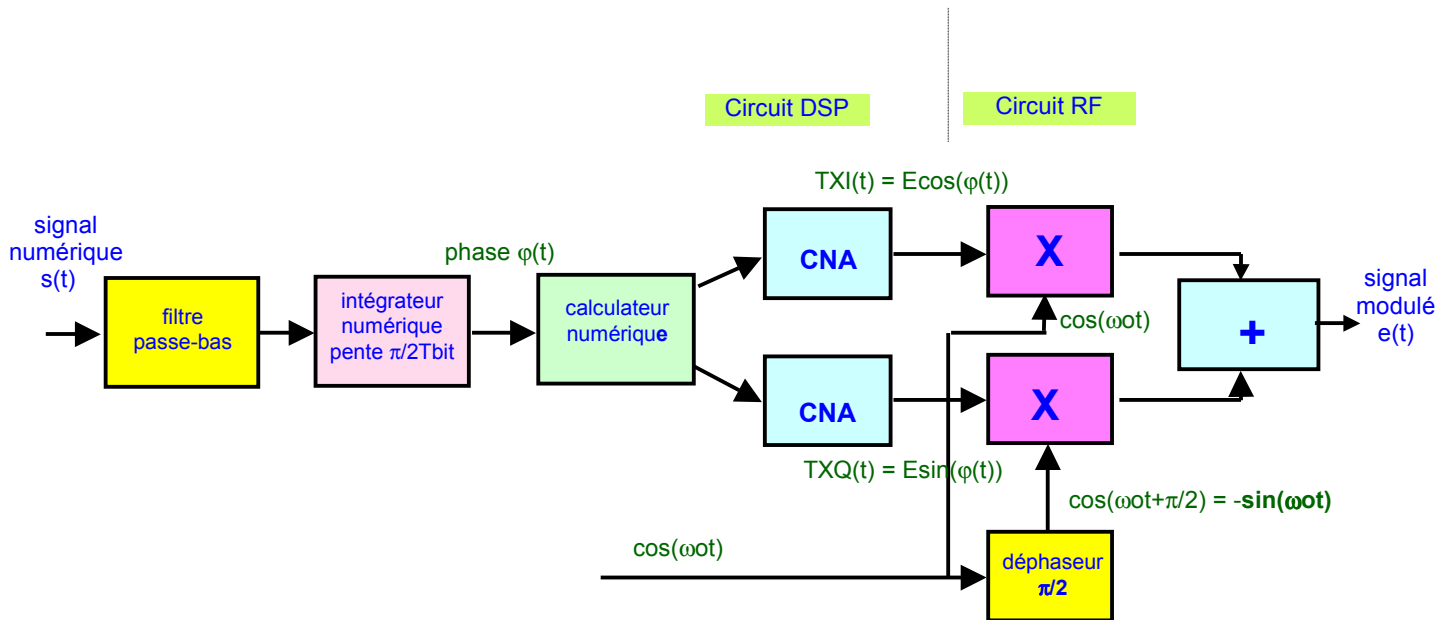 Circuit DSP
Circuit RF
TXI(t) = Ecos(φ(t))
signal
numérique
s(t)
filtre
passe-bas
intégrateur
numérique
pente π/2Tbit
phase φ(t)
calculateur
numérique
CNA
X
cos(ωot)
+
signal
modulé
e(t)
CNA
X
TXQ(t) = Esin(φ(t))
cos(ωot+π/2) = -sin(ωot)
cos(ωot)
déphaseur
π/2